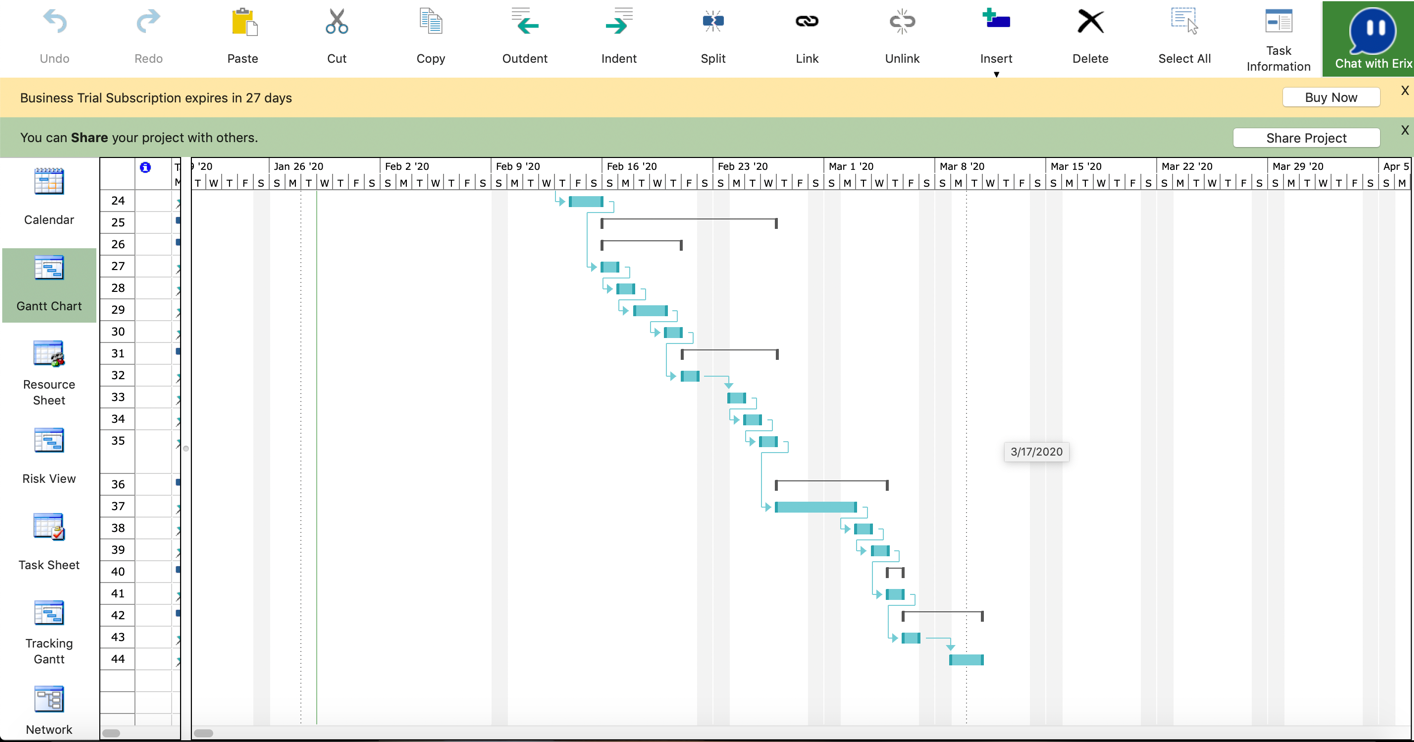 Undo Redo Paste Cut Copy Outdent Indent Split Link Unlink Insert Delete Select All Task Information Chat with Erix
Business Trial Subscription expires in 27 days Buy Now X
You can Share your project with others. Share Project X
'20 Jan 26 '20 Feb 2 '20 Feb 9 '20 Feb 16 '20 Feb 23 '20 Mar 1 '20 Mar 8 '20 Mar 15 '20 Mar 22 '20 Mar 29 '20 Apr 5
T W T F S S M T W T F S S M T W T F S S M T W T F S S M T W T F S S M T W T F S S M T W T F S S M T W T F S S M T W T F S S M T W T F S S M T W T F S S M
Calendar
Gantt Chart
Resource
Sheet
Risk View
Task Sheet
Tracking
Gantt
Network
24
25
26
27
28
29
30
31
32
33
34
35
3/17/2020
36
37
38
39
40
41
42
43
44